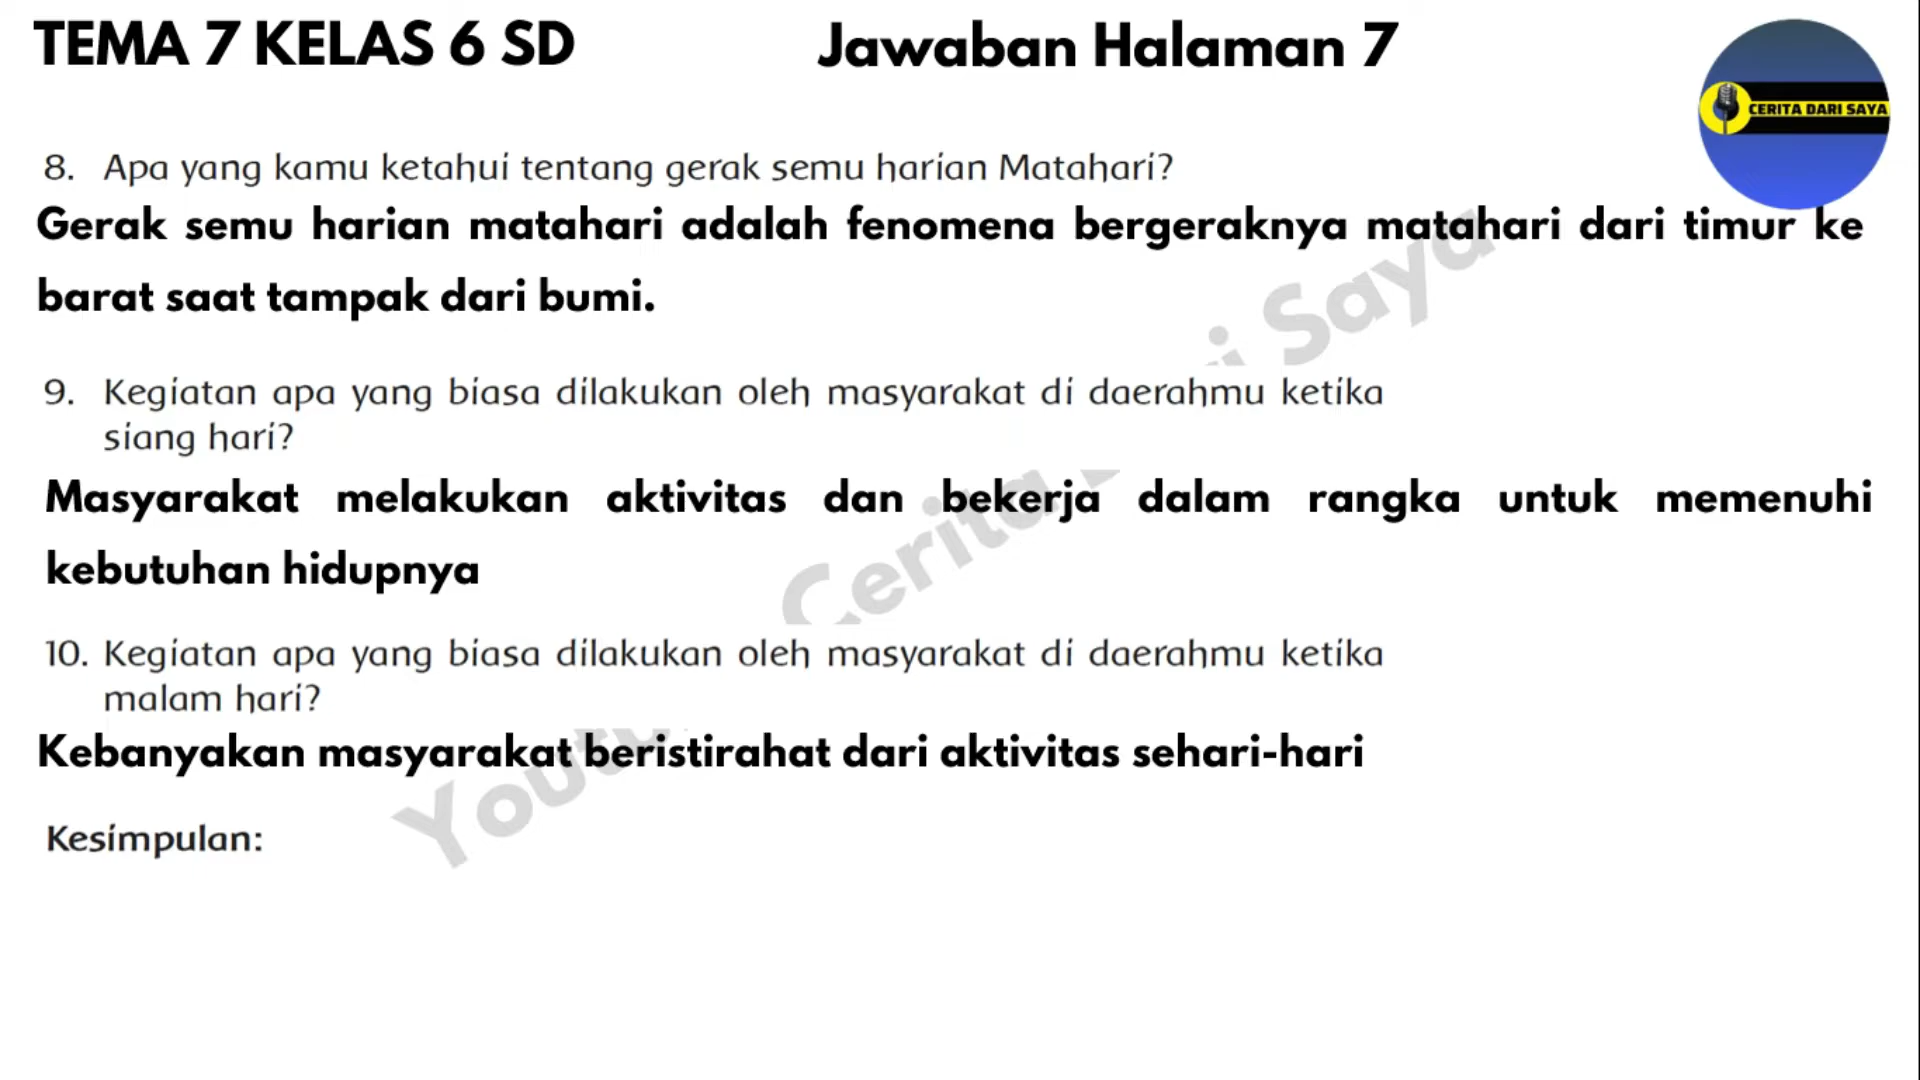 TEMA 7 KELAS 6 SD
Jawaban Halaman 7
CERITA DARI SAYA
8. Apa yang kamu ketahui tentang gerak semu harian Matahari?
Gerak semu harian matahari adalah fenomena bergeraknya matahari dari timur ke
barat saat tampak dari bumi.
9. Kegiatan apa yang biasa dilakukan oleh masyarakat di daerahmu ketika
siang hari?
Masyarakat melakukan aktivitas dan bekerja dalam rangka untuk memenuhi
kebutuhan hidupnya
10. Kegiatan apa yang biasa dilakukan oleh masyarakat di daerahmu ketika
malam hari?
Kebanyakan masyarakat beristirahat dari aktivitas sehari-hari
Kesimpulan:
Cerita
Saya